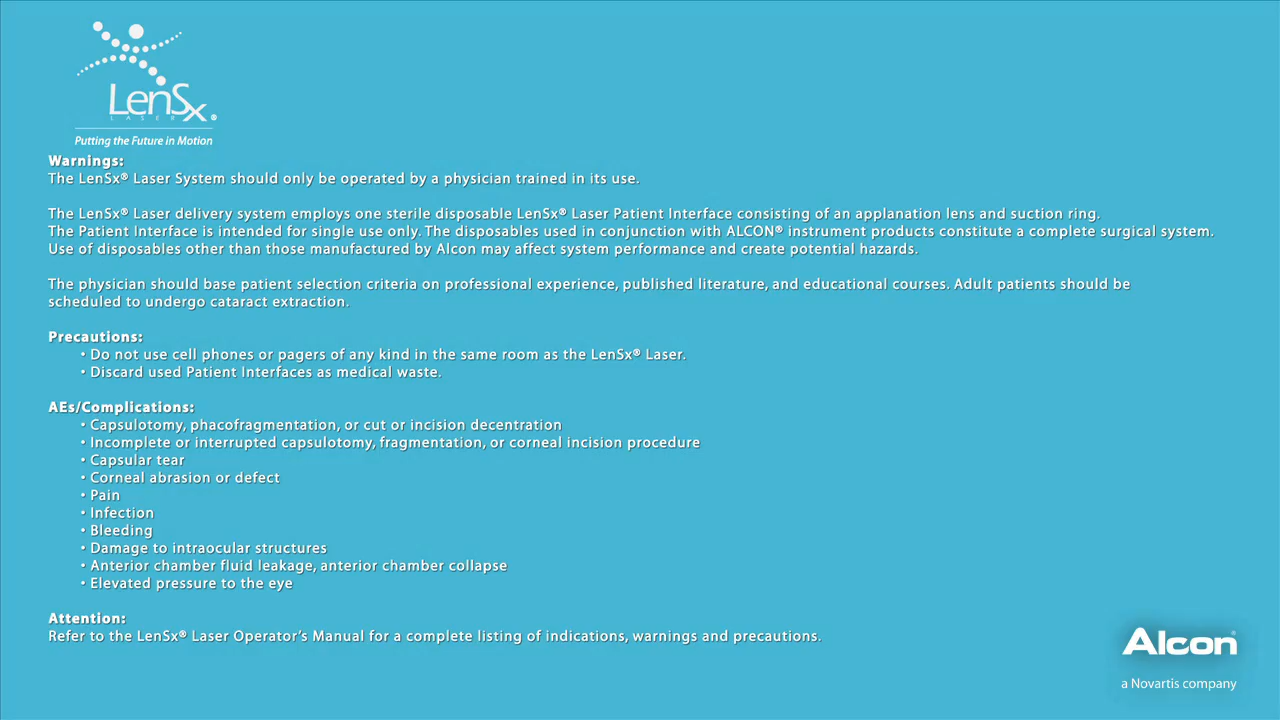 LenSx®
LASER
Putting the Future in Motion
Warnings:
The LenSx® Laser System should only be operated by a physician trained in its use.
The LenSx® Laser delivery system employs one sterile disposable LenSx® Laser Patient Interface consisting of an applanation lens and suction ring.
The Patient Interface is intended for single use only. The disposables used in conjunction with ALCON® instrument products constitute a complete surgical system.
Use of disposables other than those manufactured by Alcon may affect system performance and create potential hazards.
The physician should base patient selection criteria on professional experience, published literature, and educational courses. Adult patients should be
scheduled to undergo cataract extraction.
Precautions:
• Do not use cell phones or pagers of any kind in the same room as the LenSx® Laser.
• Discard used Patient Interfaces as medical waste.
AEs/Complications:
• Capsulotomy, phacofragmentation, or cut or incision decentration
• Incomplete or interrupted capsulotomy, fragmentation, or corneal incision procedure
• Capsular tear
• Corneal abrasion or defect
• Pain
• Infection
• Bleeding
• Damage to intraocular structures
• Anterior chamber fluid leakage, anterior chamber collapse
• Elevated pressure to the eye
Attention:
Refer to the LenSx® Laser Operator’s Manual for a complete listing of indications, warnings and precautions.
Alcon®
a Novartis company